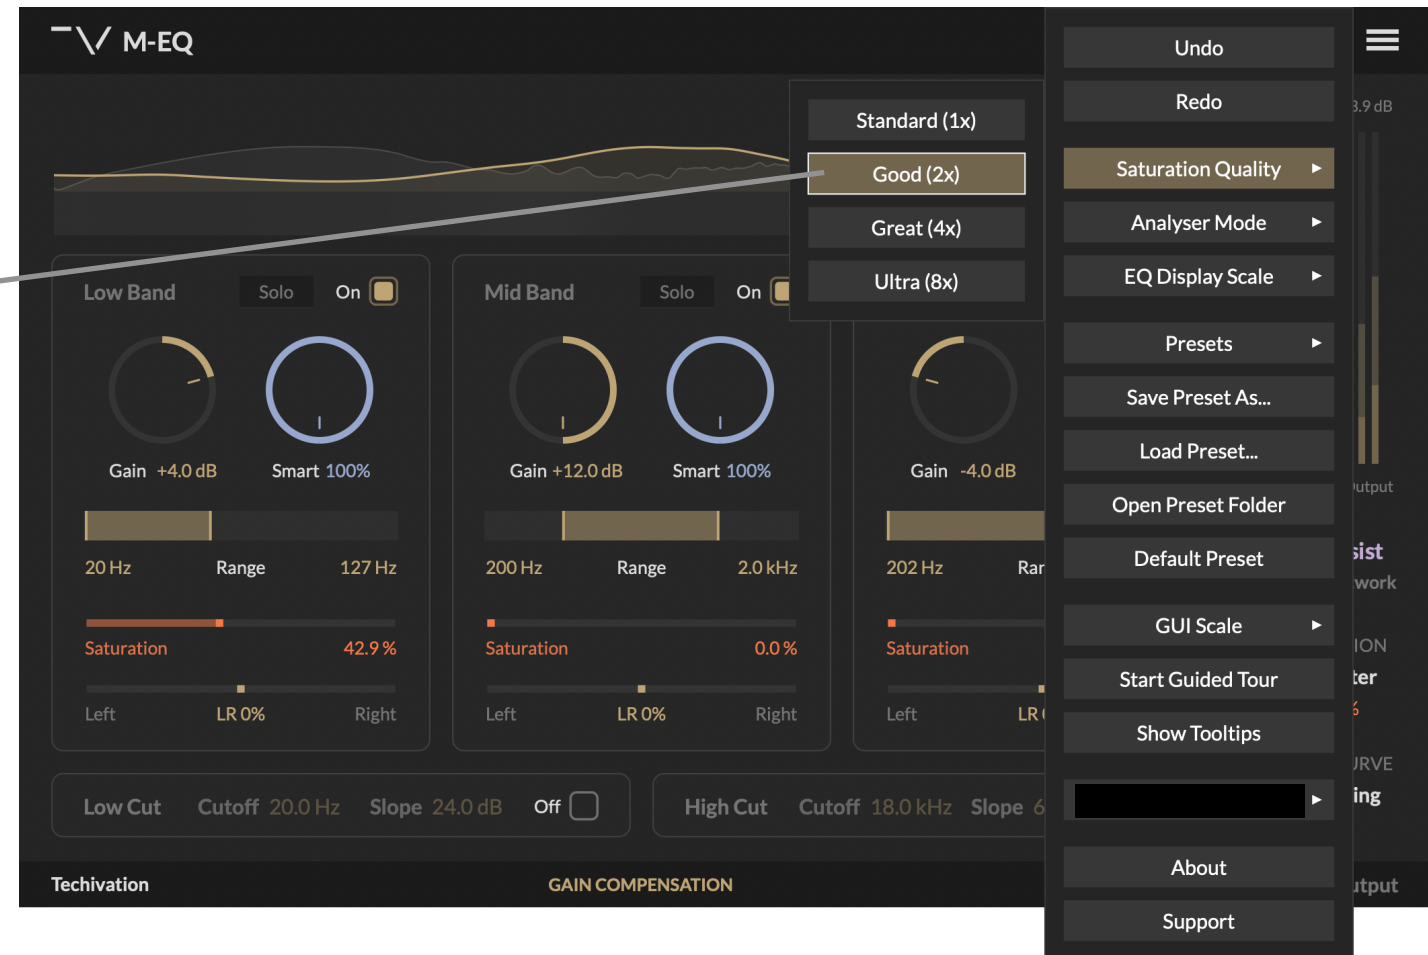 M-EQ
Undo
Redo
Saturation Quality
Analyser Mode
EQ Display Scale
Presets
Save Preset As...
Load Preset...
Open Preset Folder
Default Preset
GUI Scale
Start Guided Tour
Show Tooltips
About
Support
Standard (1x)
Good (2x)
Great (4x)
Ultra (8x)
Low Band Solo On
Gain +4.0 dB Smart 100%
20 Hz Range 127 Hz
Saturation 42.9 %
Left LR 0% Right
Mid Band Solo On
Gain +12.0 dB Smart 100%
200 Hz Range 2.0 kHz
Saturation 0.0 %
Left LR 0% Right
Gain -4.0 dB
202 Hz
Saturation
Left
Low Cut Cutoff 20.0 Hz Slope 24.0 dB Off
High Cut Cutoff 18.0 kHz Slope
Techivation
GAIN COMPENSATION